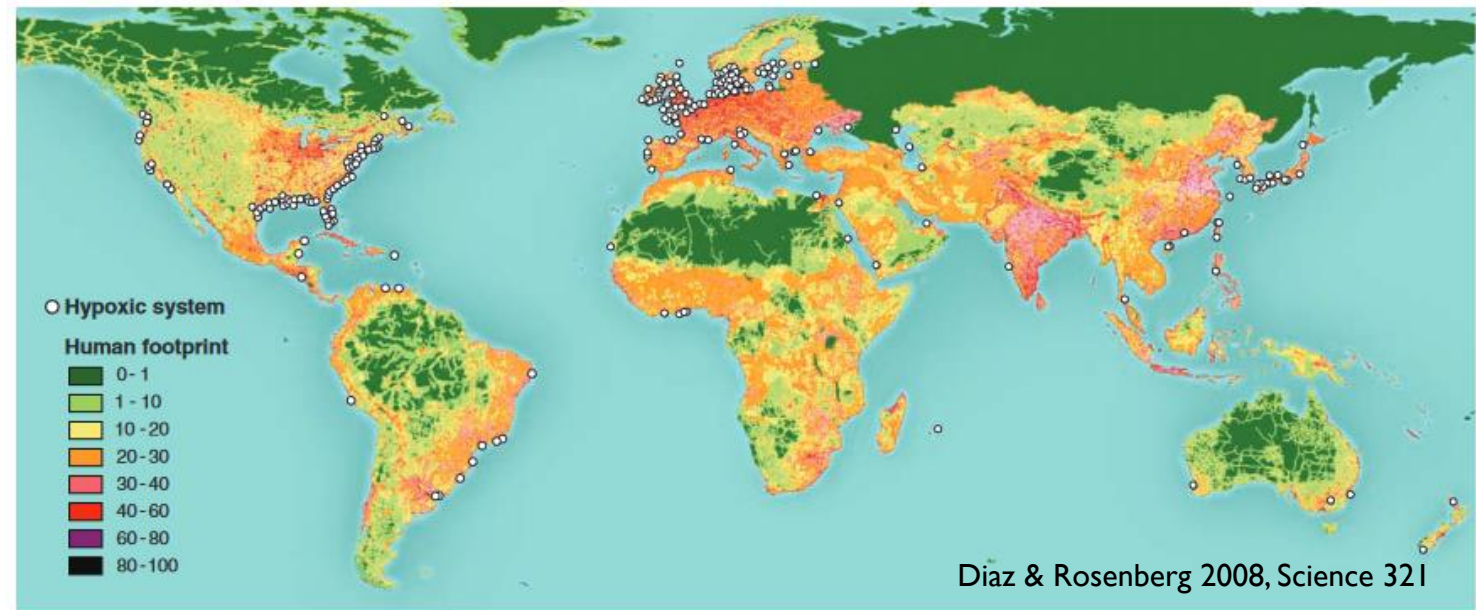 Hypoxic system
Human footprint
0-1
1-10
10-20
20-30
30-40
40-60
60-80
80-100
Diaz & Rosenberg 2008, Science 321